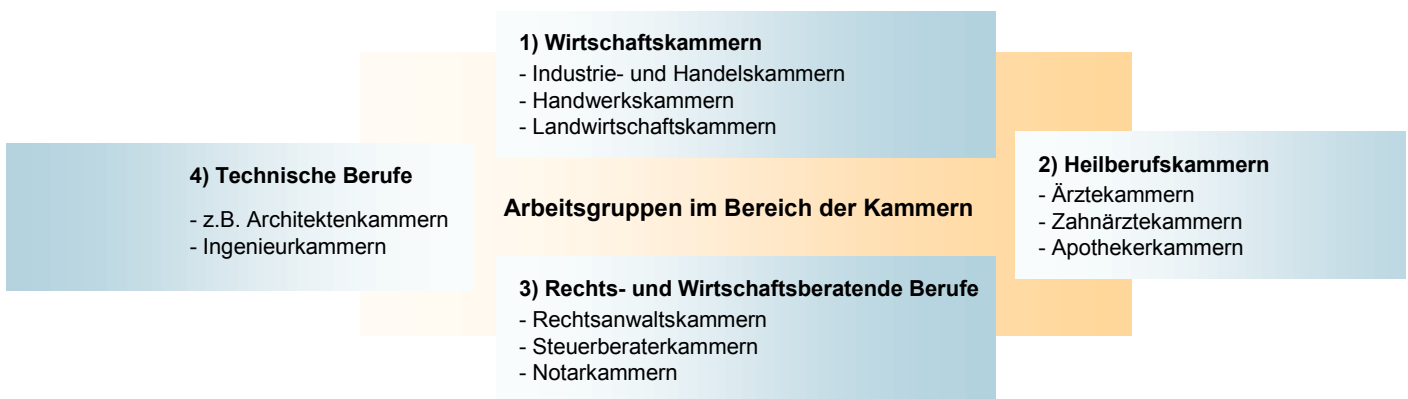 1) Wirtschaftskammern
- Industrie- und Handelskammern
- Handwerkskammern
- Landwirtschaftskammern
2) Heilberufskammern
- Ärztekammern
- Zahnärztekammern
- Apothekerkammern
4) Technische Berufe
- z.B. Architektenkammern
- Ingenieurkammern
Arbeitsgruppen im Bereich der Kammern
3) Rechts- und Wirtschaftsberatende Berufe
- Rechtsanwaltskammern
- Steuerberaterkammern
- Notarkammern